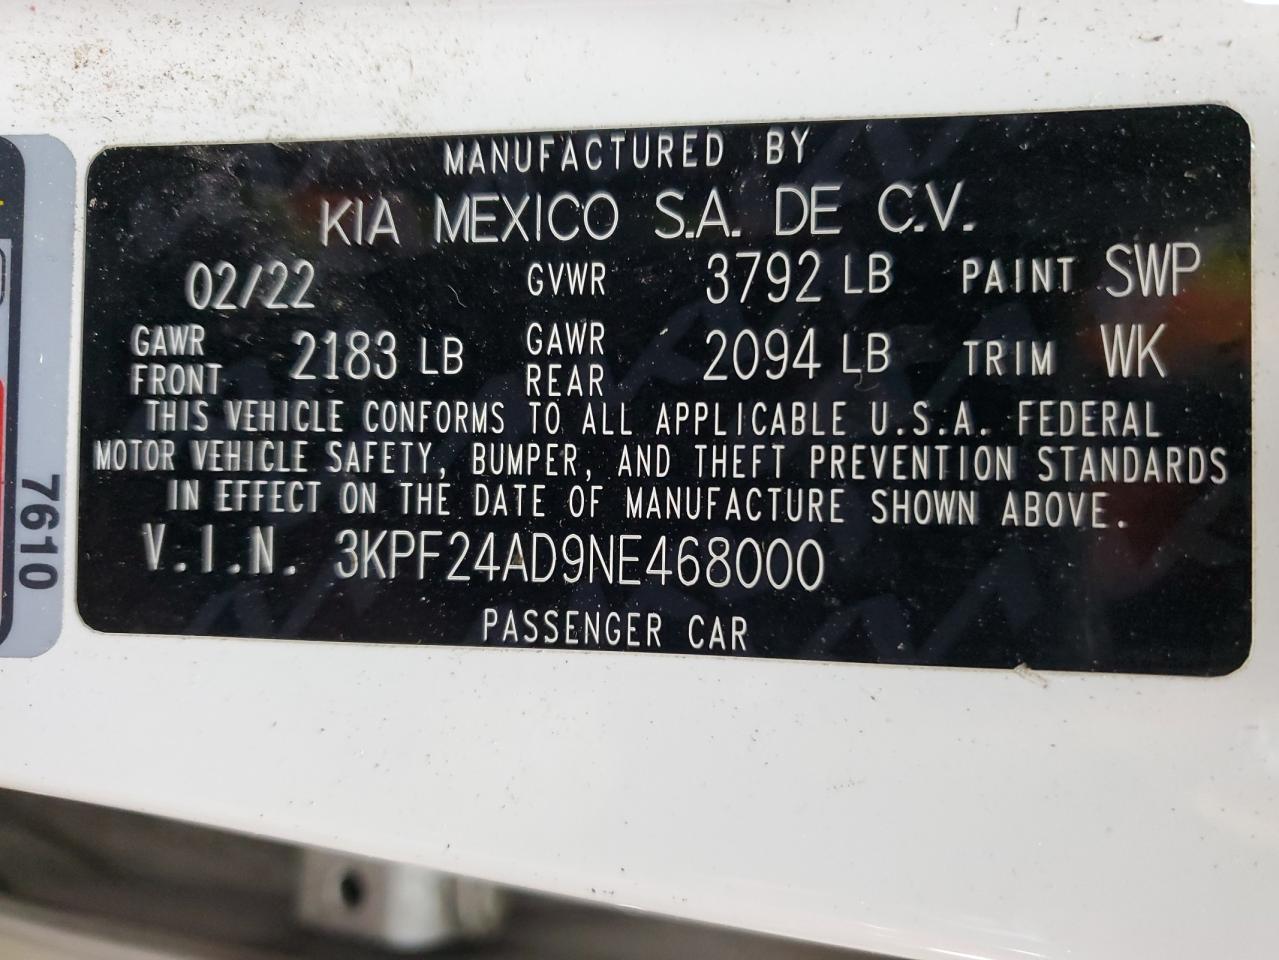 MANUFACTURED BY
KIA MEXICO S.A. DE C.V.
02/22 GVWR 3792 LB PAINT SWP
GAWR FRONT 2183 LB GAWR REAR 2094 LB TRIM WK
THIS VEHICLE CONFORMS TO ALL APPLICABLE U.S.A. FEDERAL
MOTOR VEHICLE SAFETY, BUMPER, AND THEFT PREVENTION STANDARDS
IN EFFECT ON THE DATE OF MANUFACTURE SHOWN ABOVE.
V.I.N. 3KPF24AD9NE468000
PASSENGER CAR
7610